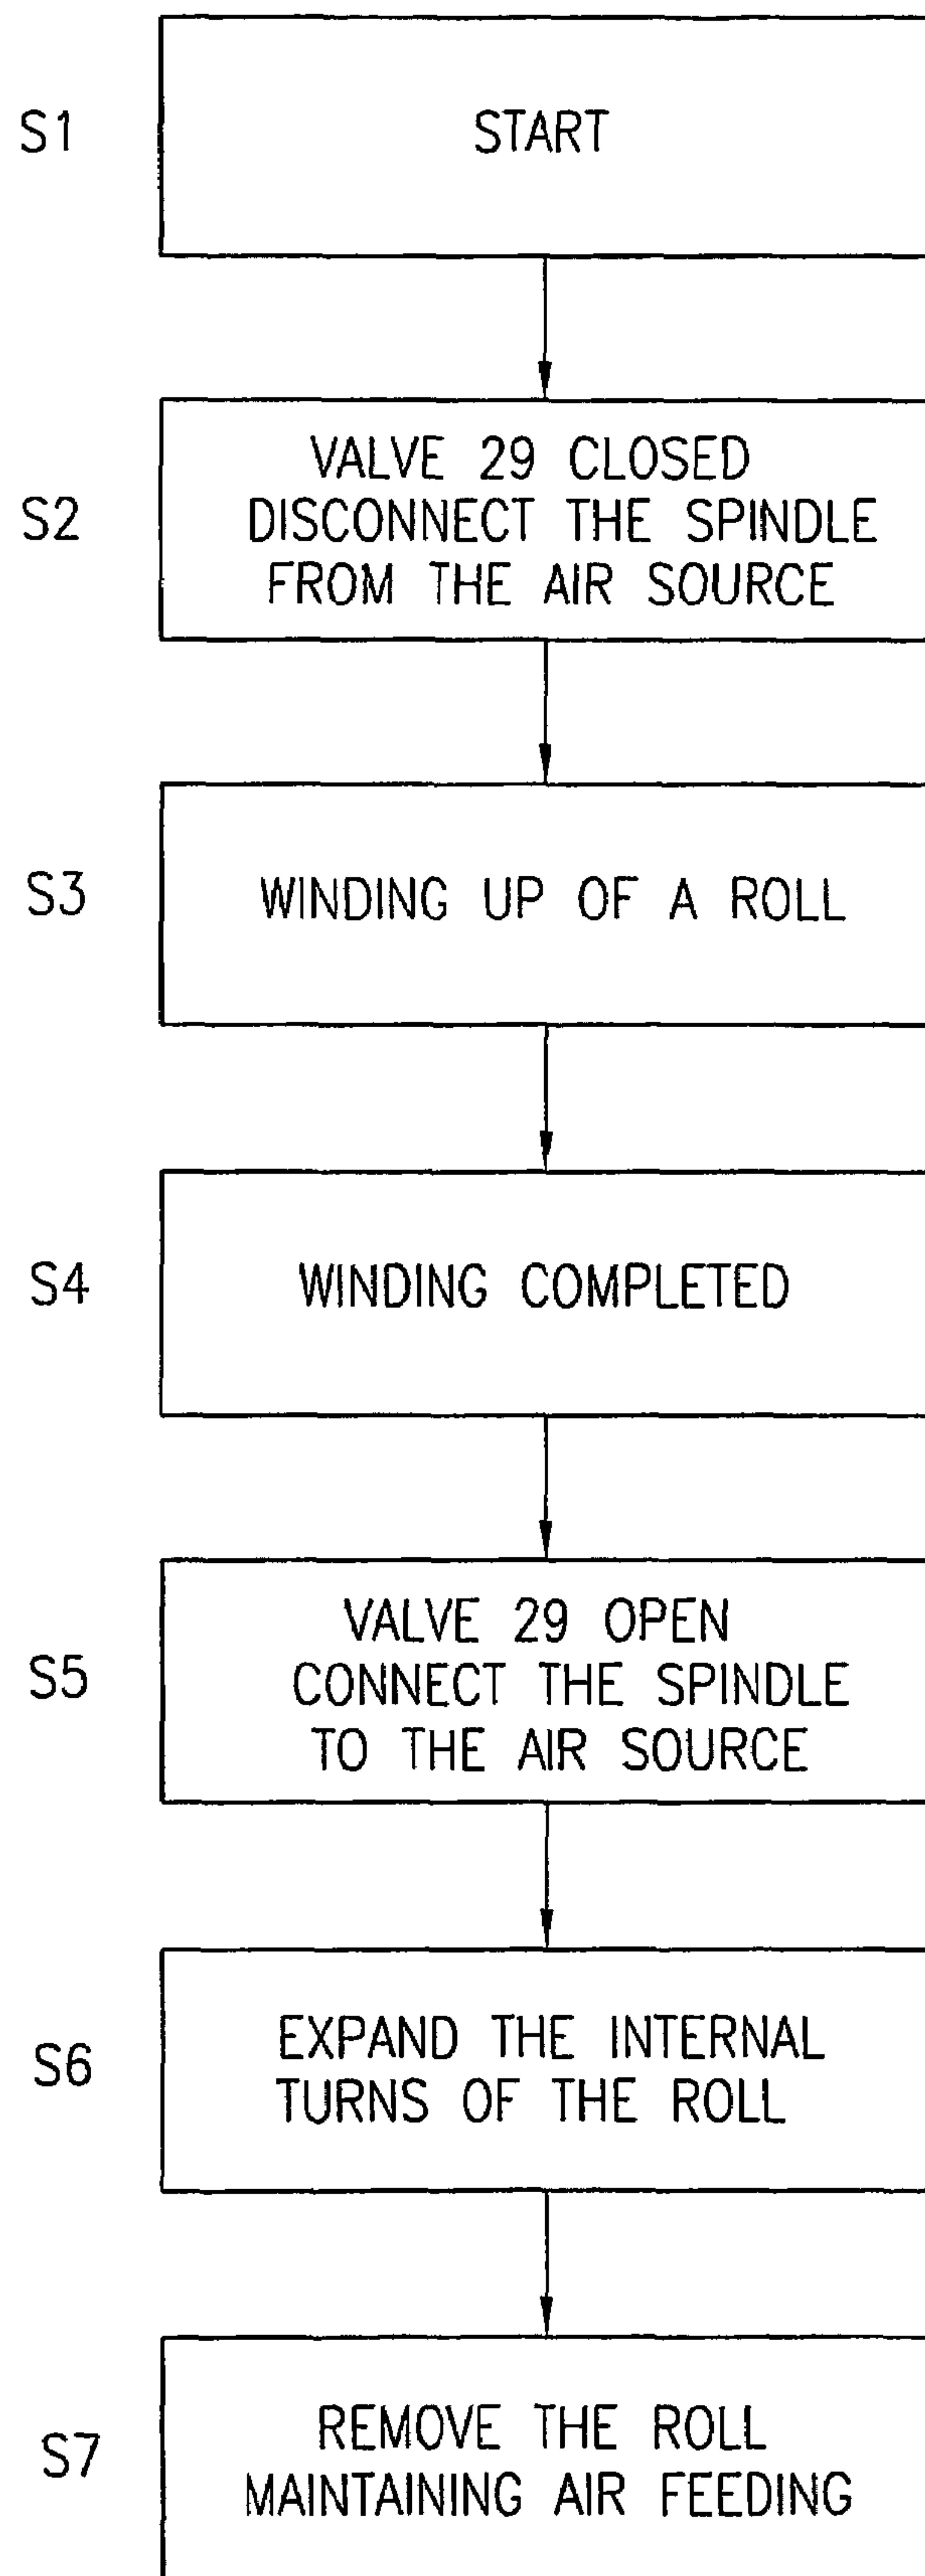 S1
START
S2
VALVE 29 CLOSED
DISCONNECT THE SPINDLE
FROM THE AIR SOURCE
S3
WINDING UP OF A ROLL
S4
WINDING COMPLETED
S5
VALVE 29 OPEN
CONNECT THE SPINDLE
TO THE AIR SOURCE
S6
EXPAND THE INTERNAL
TURNS OF THE ROLL
S7
REMOVE THE ROLL
MAINTAINING AIR FEEDING